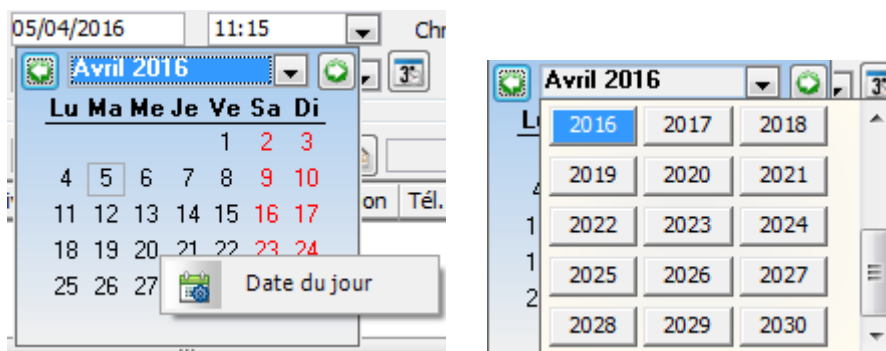 05/04/2016 11:15 Chr
Avril 2016
Lu Ma Me Je Ve Sa Di
1 2 3
4 5 6 7 8 9 10
11 12 13 14 15 16 17
18 19 20 21 22 23 24
25 26 27
Date du jour
on Tél.
Avril 2016
2016 2017 2018
2019 2020 2021
2022 2023 2024
2025 2026 2027
2028 2029 2030